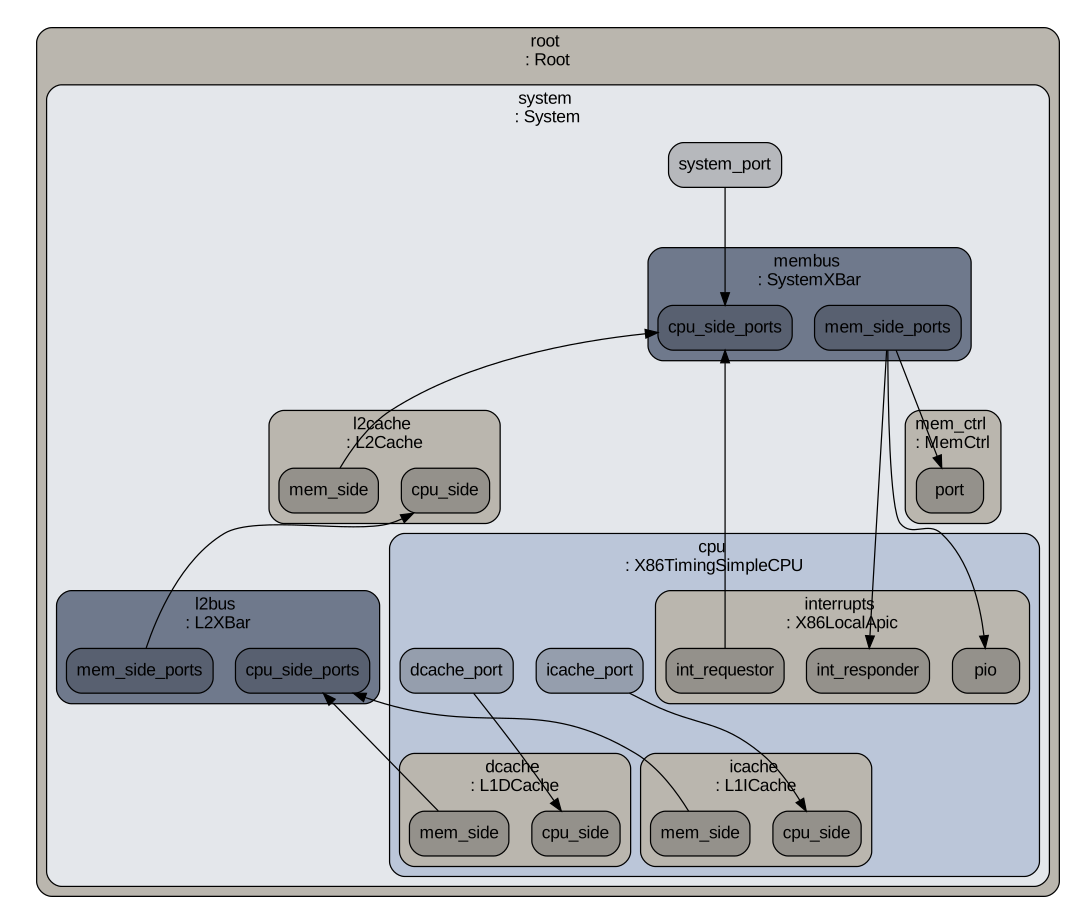 root
: Root
system
: System
system_port
membus
: SystemXBar
cpu_side_ports
mem_side_ports
l2cache
: L2Cache
mem_side
cpu_side
mem_ctrl
: MemCtrl
port
cpu
: X86TimingSimpleCPU
l2bus
: L2XBar
mem_side_ports
cpu_side_ports
dcache_port
icache_port
interrupts
: X86LocalApic
int_requestor
int_responder
pio
dcache
: L1DCache
mem_side
cpu_side
icache
: L1ICache
mem_side
cpu_side